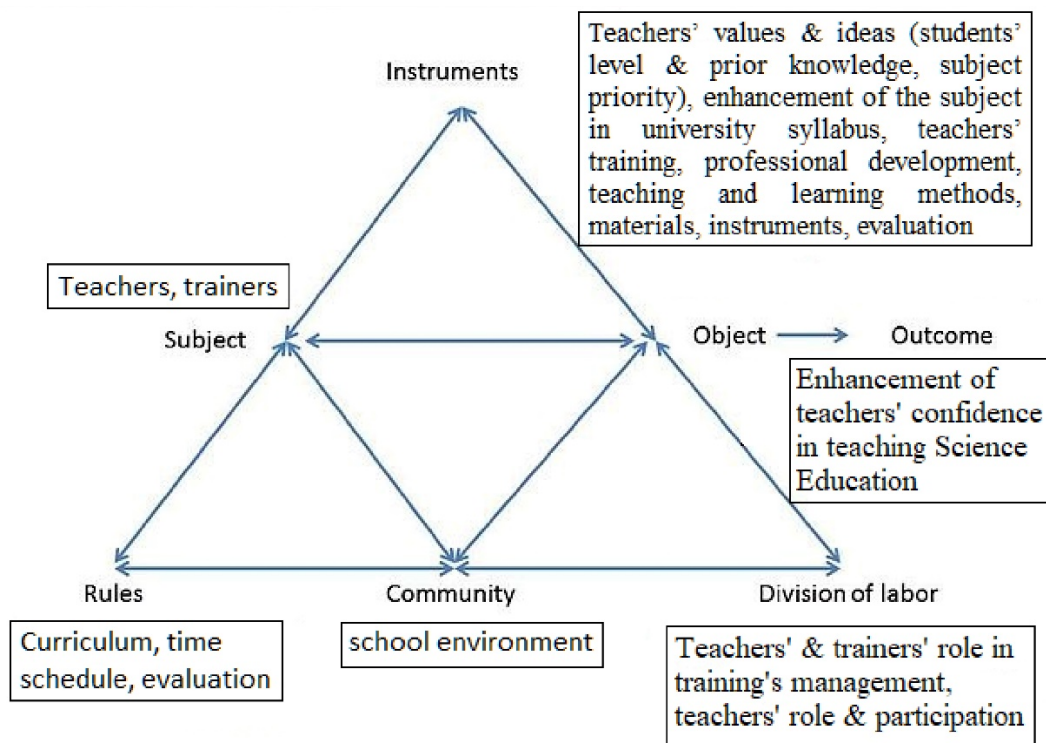 Instruments
Teachers’ values & ideas (students’
level & prior knowledge, subject
priority), enhancement of the subject
in university syllabus, teachers’
training, professional development,
teaching and learning methods,
materials, instruments, evaluation
Teachers, trainers
Subject
Object
Outcome
Enhancement of
teachers' confidence
in teaching Science
Education
Rules
Community
Division of labor
Curriculum, time
schedule, evaluation
school environment
Teachers' & trainers' role in
training's management,
teachers' role & participation